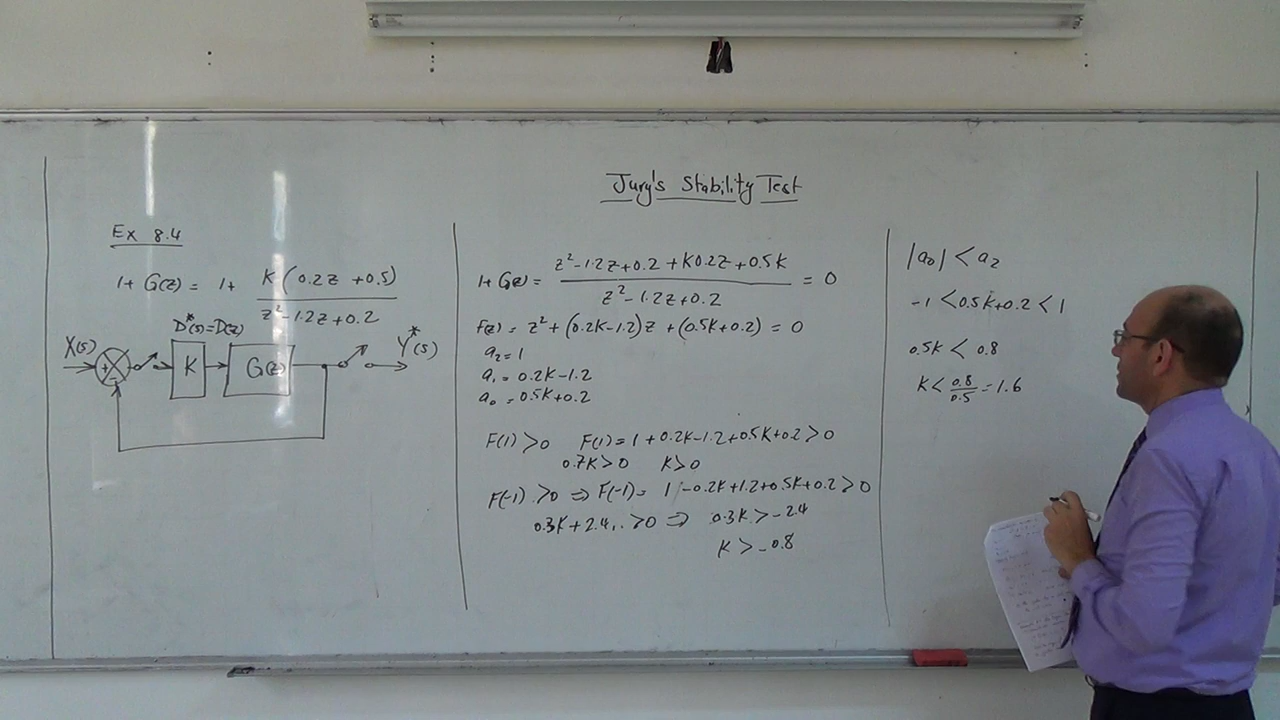 Jury's Stability Test
Ex 8.4
1+ G(z) = 1+ K(0.2z +0.5) / z²-1.2z+0.2
D*(s)=D(z)
X(s)
+
-
K
G(z)
Y*(s)
1+G(z) = z²-1.2z+0.2+K0.2z+0.5K / z²-1.2z+0.2 = 0
F(z) = z²+(0.2K-1.2)z+(0.5K+0.2) = 0
a₂=1
a₁=0.2K-1.2
a₀=0.5K+0.2
F(1)>0 F(1)=1+0.2K-1.2+0.5K+0.2>0
0.7K>0 K>0
F(-1)>0 ⇒ F(-1)= 1-0.2K+1.2+0.5K+0.2>0
0.3K+2.4>0 ⇒ 0.3K>-2.4
K>-0.8
|a₀|<a₂
-1<0.5K+0.2<1
0.5K<0.8
K<0.8/0.5=1.6